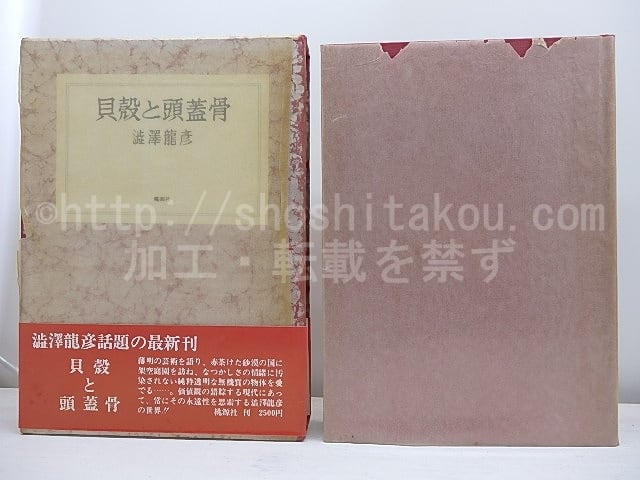 貝殻と頭蓋骨
澁澤龍彦
桃源社
©http://shoshitakou.com
加工・転載を禁ず
澁澤龍彦話題の最新刊
貝殻
と
頭蓋骨
薄明の芸術を語り、赤茶けた砂漠の国に
架空庭園を訪ね、なつかしさの情緒に汚
染されない純粋透明な無機質の物体を愛
でる……。価値観の錯綜する現代にあっ
て、常にその永遠性を思索する澁澤龍彦
の世界!!
桃源社 刊 2500円